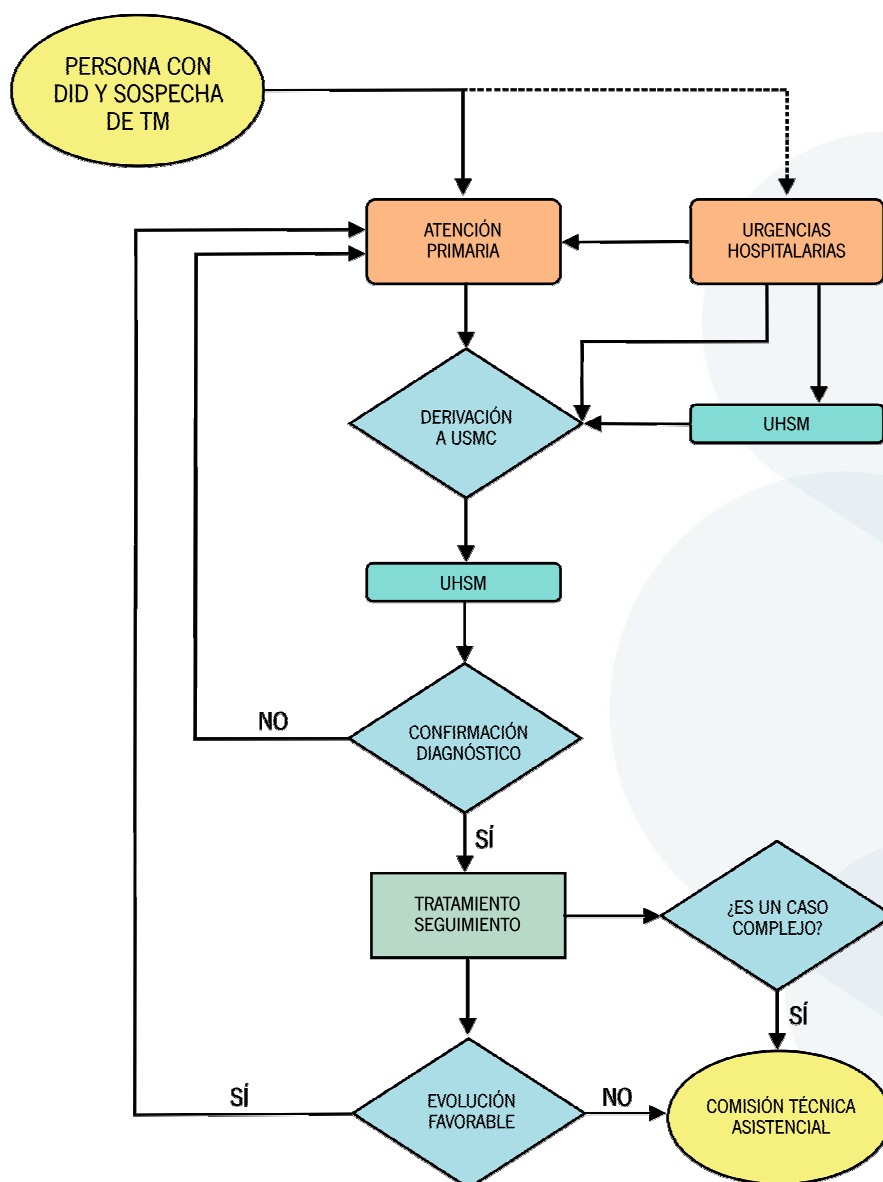 PERSONA CON
DID Y SOSPECHA
DE TM
ATENCIÓN
PRIMARIA
URGENCIAS
HOSPITALARIAS
DERIVACIÓN
A USMC
UHSM
UHSM
CONFIRMACIÓN
DIAGNÓSTICO
NO
SÍ
TRATAMIENTO
SEGUIMIENTO
¿ES UN CASO
COMPLEJO?
SÍ
EVOLUCIÓN
FAVORABLE
SÍ
NO
COMISIÓN TÉCNICA
ASISTENCIAL